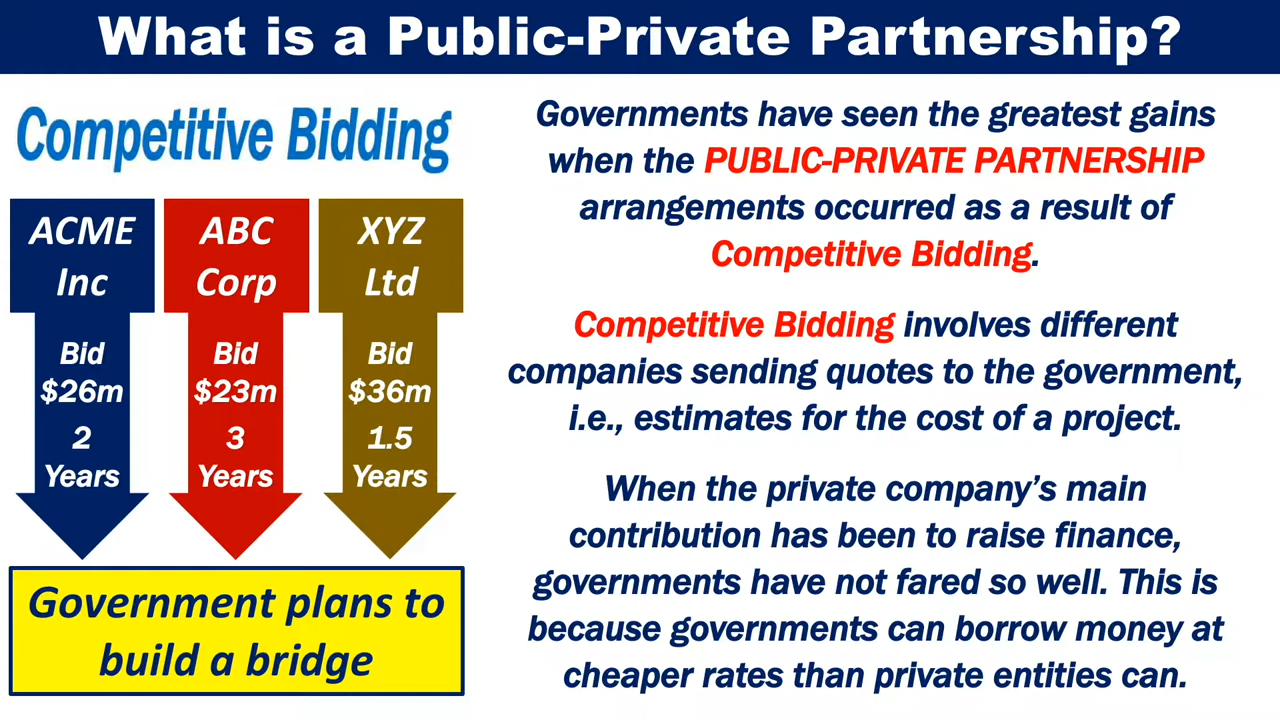 What is a Public-Private Partnership?
Competitive Bidding
ACME
Inc
Bid
$26m
2
Years
ABC
Corp
Bid
$23m
3
Years
XYZ
Ltd
Bid
$36m
1.5
Years
Government plans to
build a bridge
Governments have seen the greatest gains
when the PUBLIC-PRIVATE PARTNERSHIP
arrangements occurred as a result of
Competitive Bidding.
Competitive Bidding involves different
companies sending quotes to the government,
i.e., estimates for the cost of a project.
When the private company’s main
contribution has been to raise finance,
governments have not fared so well. This is
because governments can borrow money at
cheaper rates than private entities can.